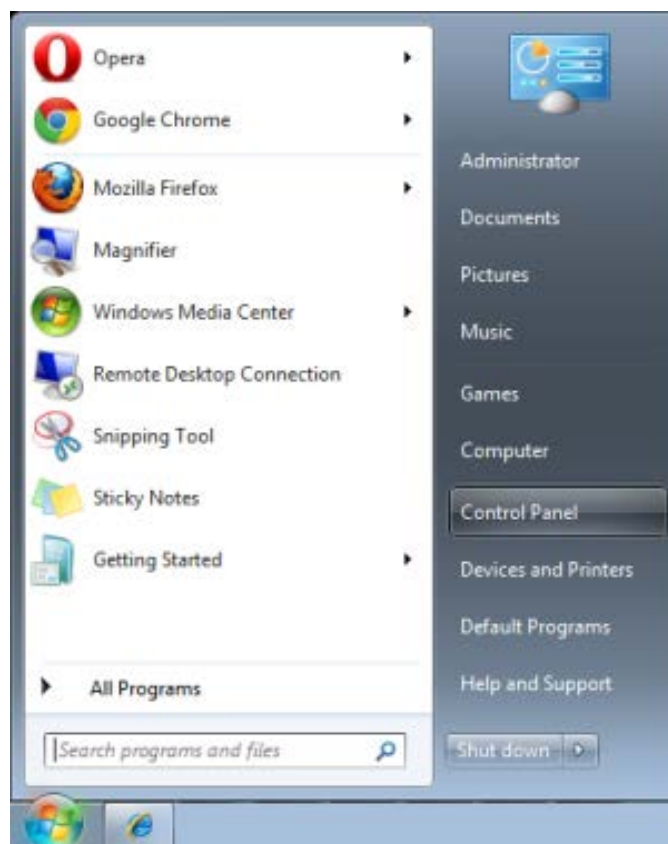 Opera
Google Chrome
Mozilla Firefox
Magnifier
Windows Media Center
Remote Desktop Connection
Snipping Tool
Sticky Notes
Getting Started
All Programs
Search programs and files
Administrator
Documents
Pictures
Music
Games
Computer
Control Panel
Devices and Printers
Default Programs
Help and Support
Shut down